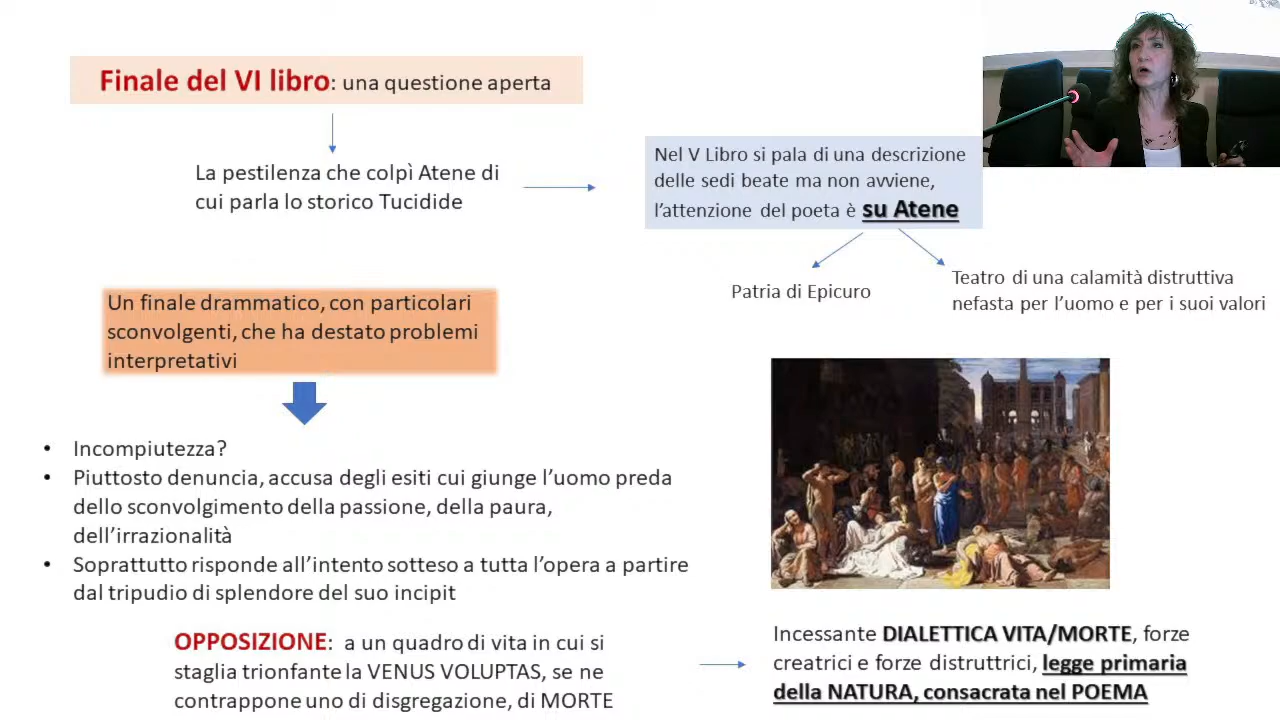 Finale del VI libro: una questione aperta
La pestilenza che colpì Atene di
cui parla lo storico Tucidide
Nel V Libro si pala di una descrizione
delle sedi beate ma non avviene,
l'attenzione del poeta è su Atene
Patria di Epicuro
Teatro di una calamità distruttiva
nefasta per l'uomo e per i suoi valori
Un finale drammatico, con particolari
sconvolgenti, che ha destato problemi
interpretativi
• Incompiutezza?
• Piuttosto denuncia, accusa degli esiti cui giunge l'uomo preda
dello sconvolgimento della passione, della paura,
dell'irrazionalità
• Soprattutto risponde all'intento sotteso a tutta l'opera a partire
dal tripudio di splendore del suo incipit
OPPOSIZIONE: a un quadro di vita in cui si
staglia trionfante la VENUS VOLUPTAS, se ne
contrappone uno di disgregazione, di MORTE
Incessante DIALETTICA VITA/MORTE, forze
creatrici e forze distruttrici, legge primaria
della NATURA, consacrata nel POEMA